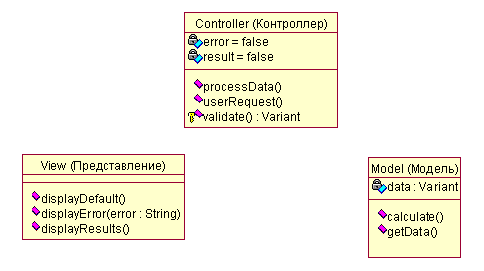 Controller (Контроллер)
error = false
result = false
processData()
userRequest()
validate() : Variant
View (Представление)
displayDefault()
displayError(error : String)
displayResults()
Model (Модель)
data : Variant
calculate()
getData()